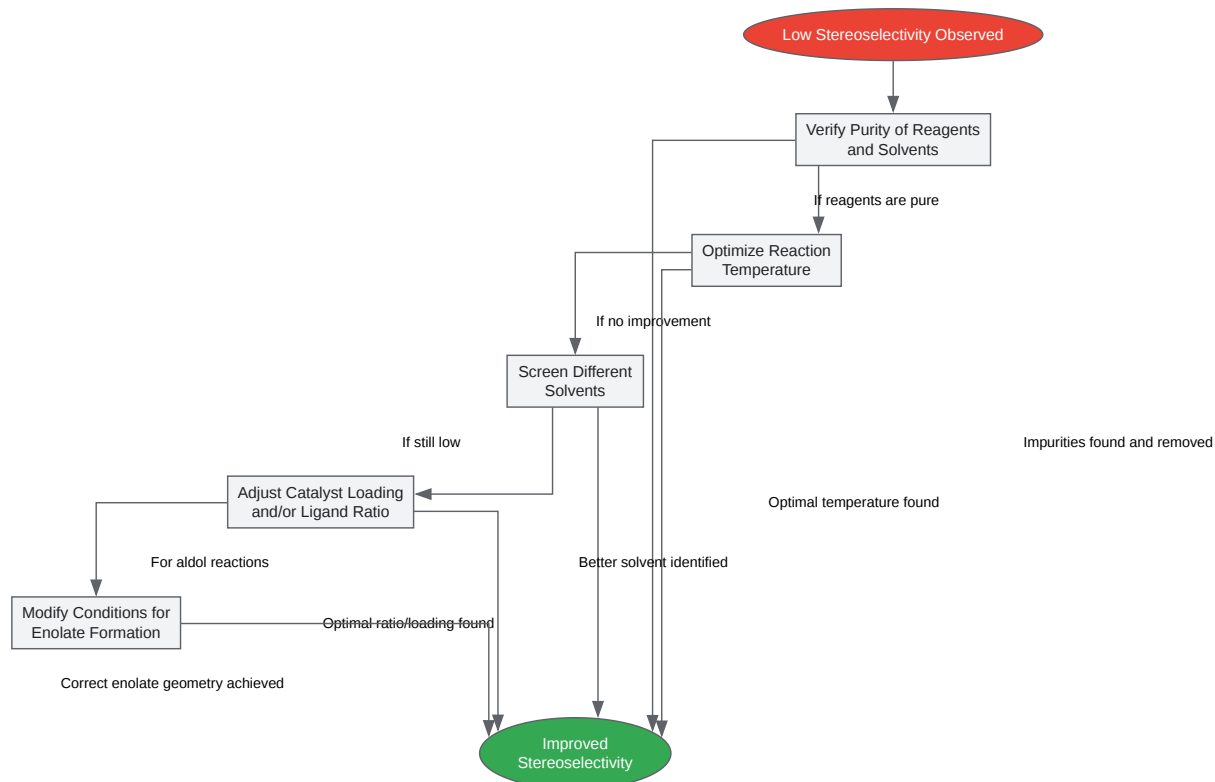 Low Stereoselectivity Observed
Verify Purity of Reagents
and Solvents
If reagents are pure
Optimize Reaction
Temperature
If no improvement
Screen Different
Solvents
If still low
Impurities found and removed
Adjust Catalyst Loading
and/or Ligand Ratio
Optimal temperature found
For aldol reactions
Better solvent identified
Modify Conditions for
Enolate Formation
Optimal ratio/loading found
Correct enolate geometry achieved
Improved
Stereoselectivity